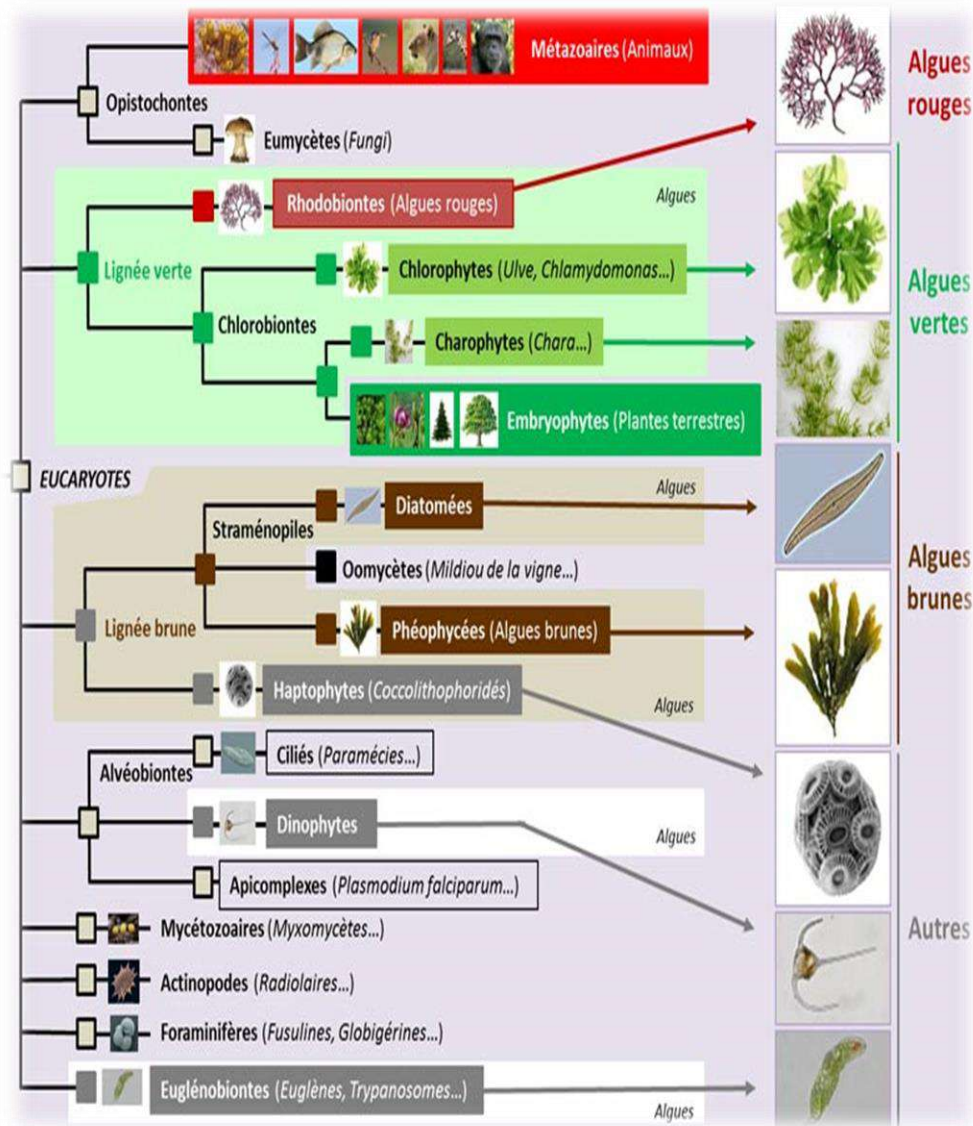 Métazoaires (Animaux)
Algues
rouges
Opistochontes
Eumycètes (Fungi)
Algues
Rhodobiontes (Algues rouges)
Lignée verte
Chlorophytes (Ulve, Chlamydomonas...)
Algues
vertes
Chlorobiontes
Charophytes (Chara...)
Embryophytes (Plantes terrestres)
EUCARYOTES
Algues
Diatomées
Straménopiles
Oomycètes (Mildiou de la vigne...)
Algues
brunes
Lignée brune
Phéophycées (Algues brunes)
Haptophytes (Coccolithophoridés)
Algues
Ciliés (Paramécies...)
Alvéobiontes
Dinophytes
Algues
Apicomplexes (Plasmodium falciparum...)
Mycétozoaires (Myxomycètes...)
Autres
Actinopodes (Radiolaires...)
Foraminifères (Fusulines, Globigérines...)
Euglénobiontes (Euglènes, Trypanosomes...)
Algues